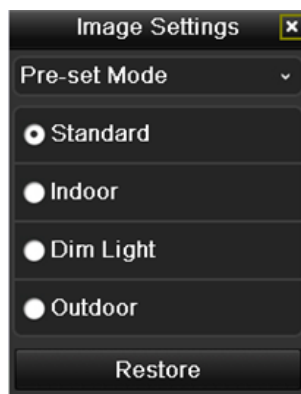 Image Settings
Pre-set Mode
Standard
Indoor
Dim Light
Outdoor
Restore